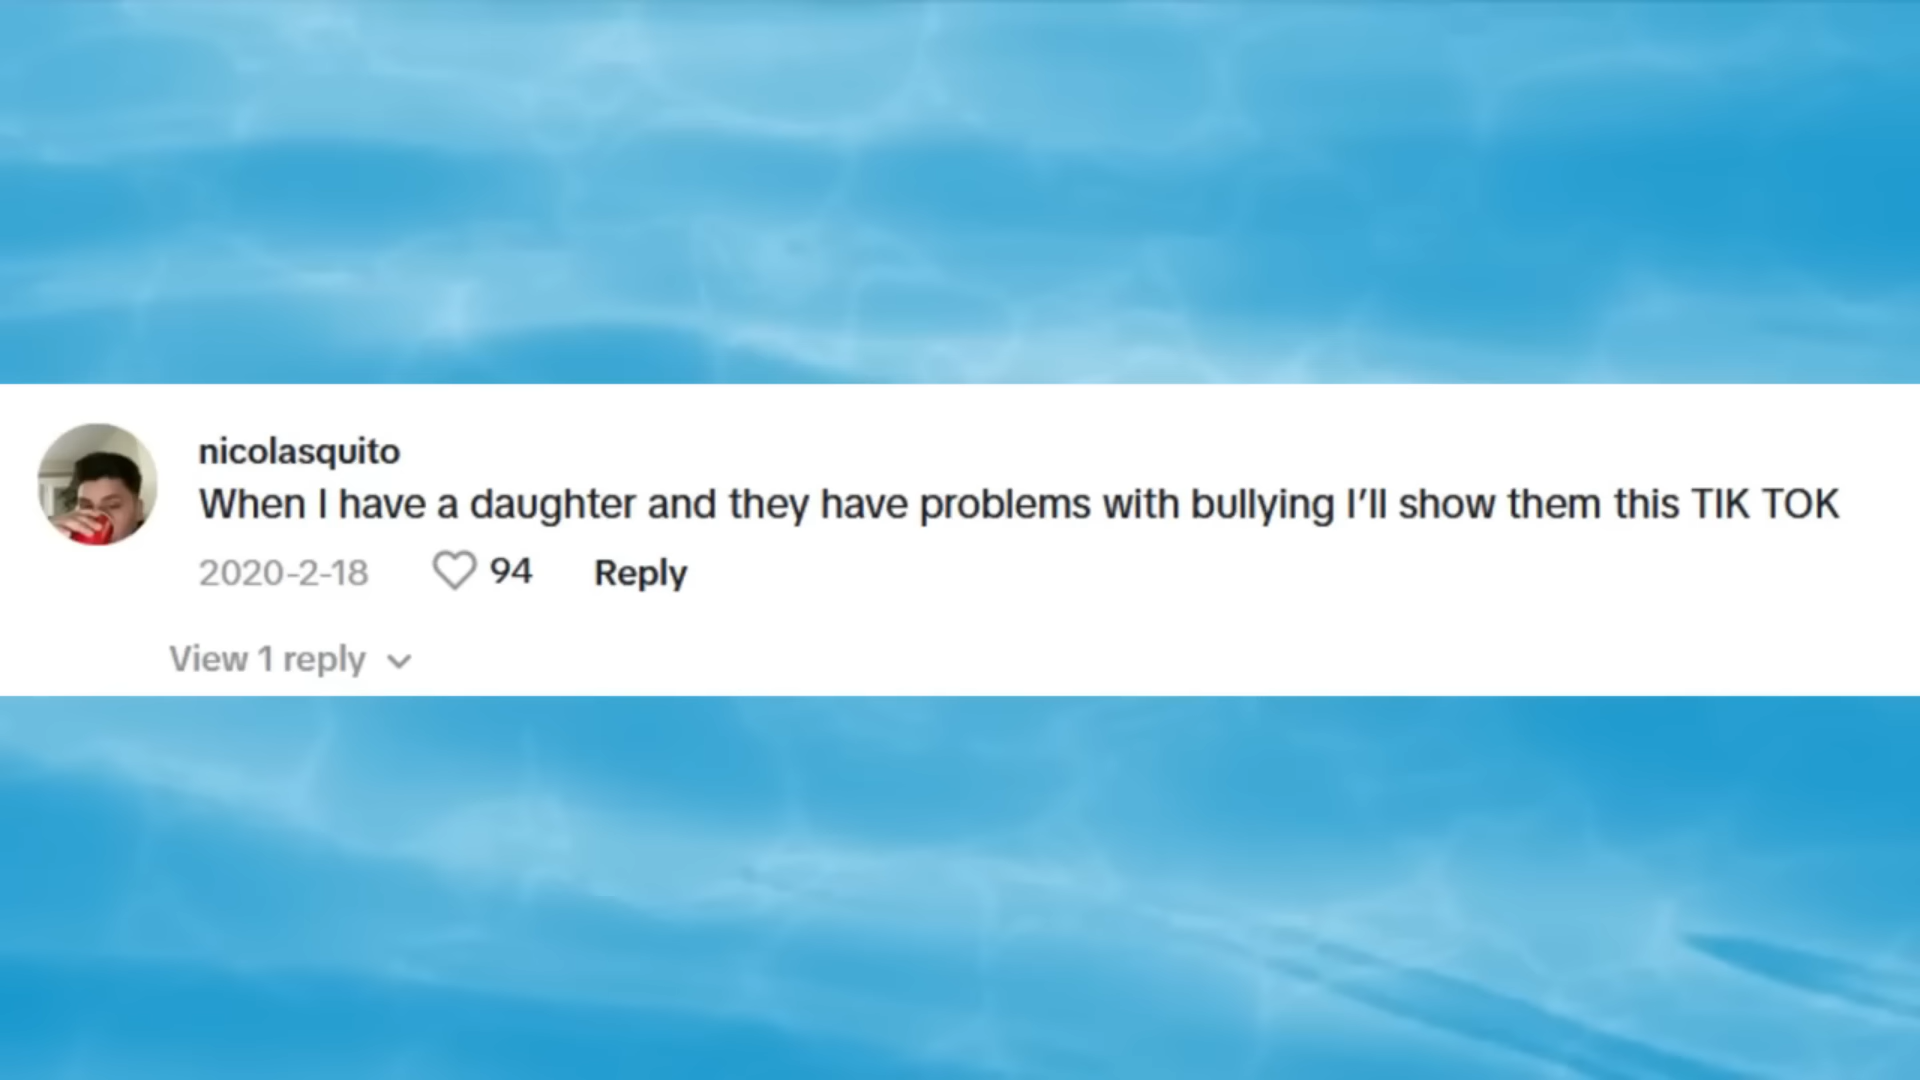 nicolasquito
When I have a daughter and they have problems with bullying I’ll show them this TIK TOK
2020-2-18 94 Reply
View 1 reply